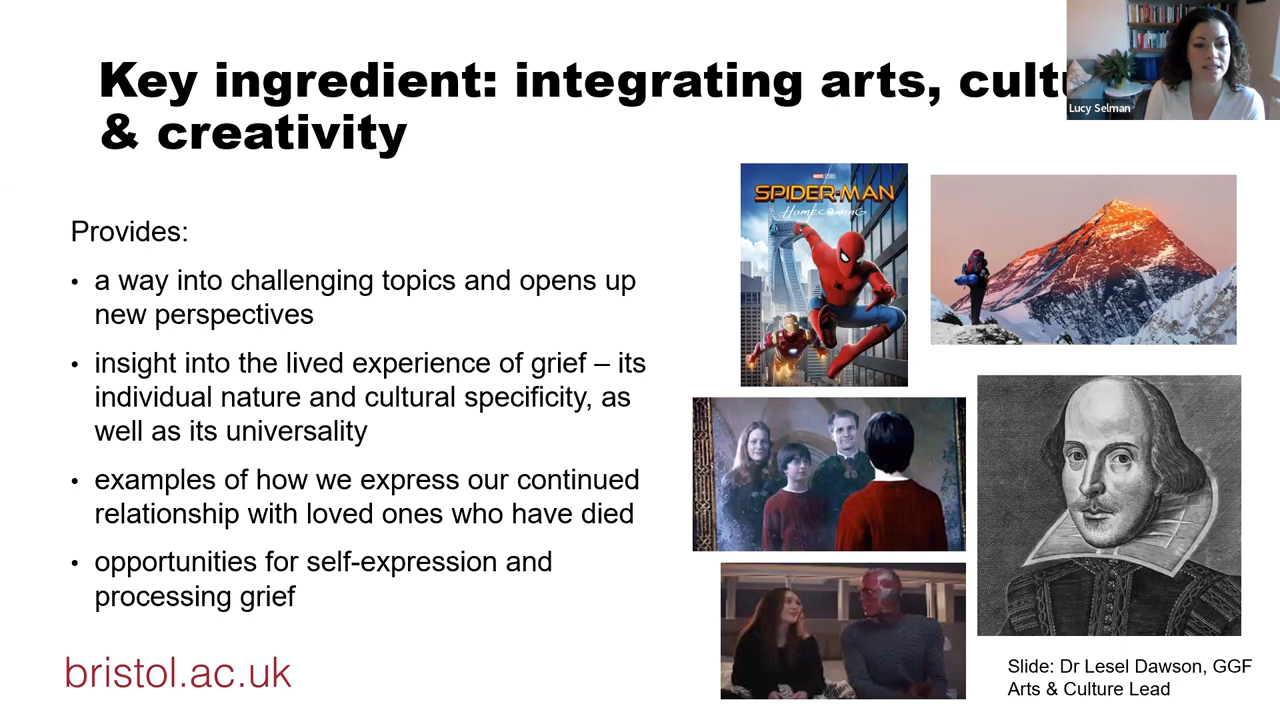 Key ingredient: integrating arts, cultu
& creativity
Lucy Selman
Provides:
• a way into challenging topics and opens up
new perspectives
• insight into the lived experience of grief – its
individual nature and cultural specificity, as
well as its universality
• examples of how we express our continued
relationship with loved ones who have died
• opportunities for self-expression and
processing grief
MARVEL STUDIOS
SPIDER-MAN
Homecoming
bristol.ac.uk
Slide: Dr Lesel Dawson, GGF
Arts & Culture Lead